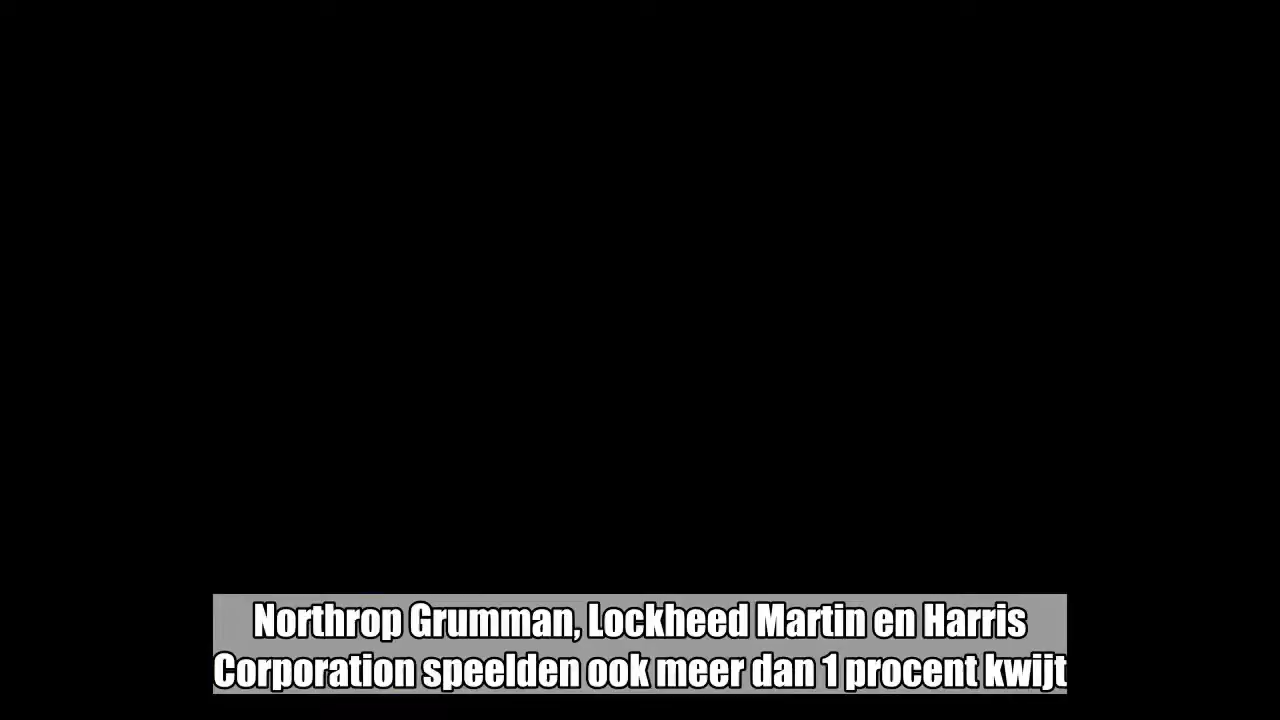 Northrop Grumman, Lockheed Martin en Harris
Corporation speelden ook meer dan 1 procent kwijt